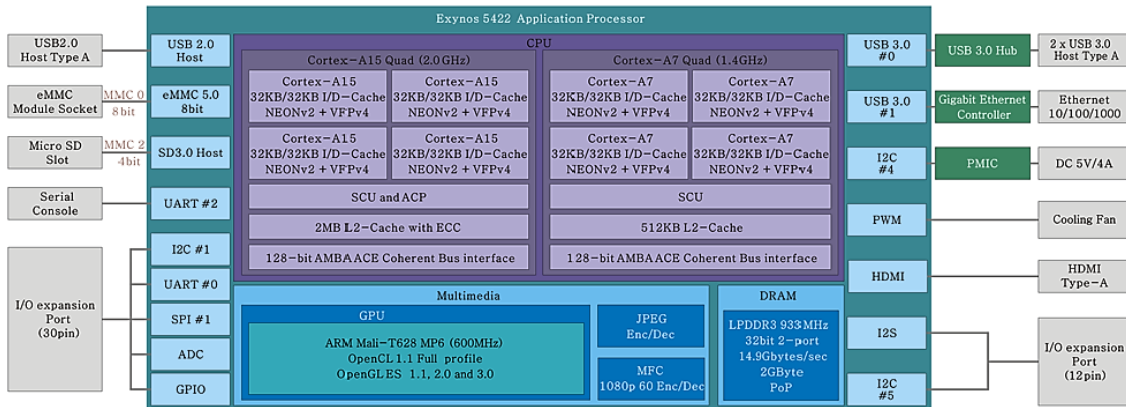 Exynos 5422 Application Processor
USB2.0
Host Type A
USB 2.0
Host
eMMC
Module Socket
MMC 0
8bit
eMMC 5.0
8bit
Micro SD
Slot
MMC 2
4bit
SD3.0 Host
Serial
Console
UART #2
I/O expansion
Port
(30pin)
I2C #1
UART #0
SPI #1
ADC
GPIO
CPU
Cortex-A15 Quad (2.0GHz)
Cortex-A15
32KB/32KB I/D-Cache
NEONv2 + VFPv4
Cortex-A15
32KB/32KB I/D-Cache
NEONv2 + VFPv4
Cortex-A15
32KB/32KB I/D-Cache
NEONv2 + VFPv4
Cortex-A15
32KB/32KB I/D-Cache
NEONv2 + VFPv4
SCU and ACP
2MB L2-Cache with ECC
128-bit AMBAACE Coherent Bus interface
Cortex-A7 Quad (1.4GHz)
Cortex-A7
32KB/32KB I/D-Cache
NEONv2 + VFPv4
Cortex-A7
32KB/32KB I/D-Cache
NEONv2 + VFPv4
Cortex-A7
32KB/32KB I/D-Cache
NEONv2 + VFPv4
Cortex-A7
32KB/32KB I/D-Cache
NEONv2 + VFPv4
SCU
512KB L2-Cache
128-bit AMBAACE Coherent Bus interface
Multimedia
GPU
ARM Mali-T628 MP6 (600MHz)
OpenCL 1.1 Full profile
OpenGLES 1.1, 2.0 and 3.0
JPEG
Enc/Dec
MFC
1080p 60 Enc/Dec
DRAM
LPDDR3 933MHz
32bit 2-port
14.9Gbytes/sec
2GByte
PoP
USB 3.0
#0
USB 3.0 Hub
2 x USB 3.0
Host Type A
USB 3.0
#1
Gigabit Ethernet
Controller
Ethernet
10/100/1000
I2C
#4
PMIC
DC 5V/4A
PWM
Cooling Fan
HDMI
HDMI
Type-A
I2S
I2C
#5
I/O expansion
Port
(12pin)